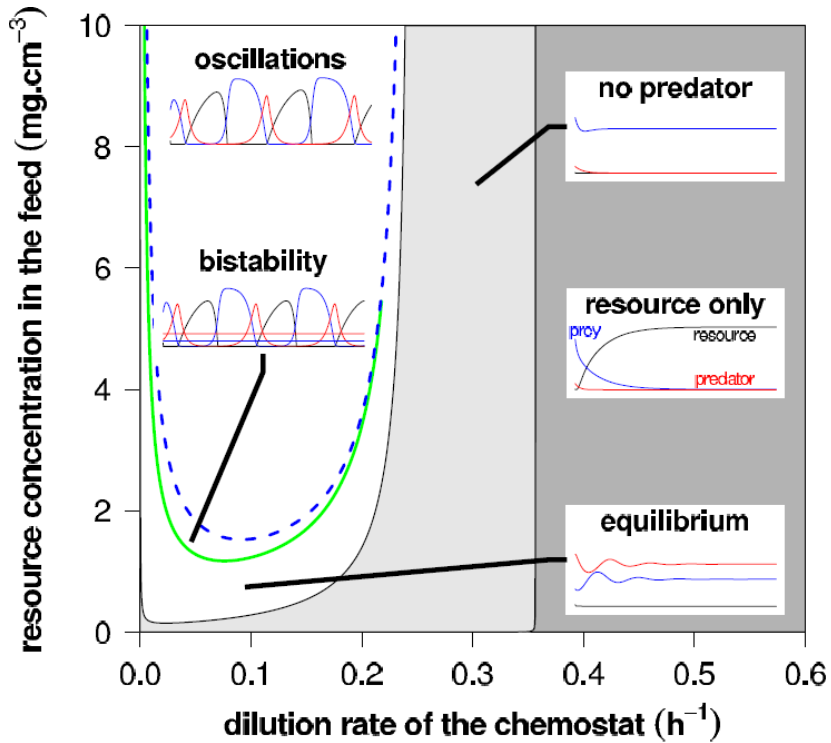 resource concentration in the feed (mg.cm⁻³)
10
8
6
4
2
0
oscillations
bistability
no predator
resource only
prey
resource
predator
equilibrium
0.0 0.1 0.2 0.3 0.4 0.5 0.6
dilution rate of the chemostat (h⁻¹)